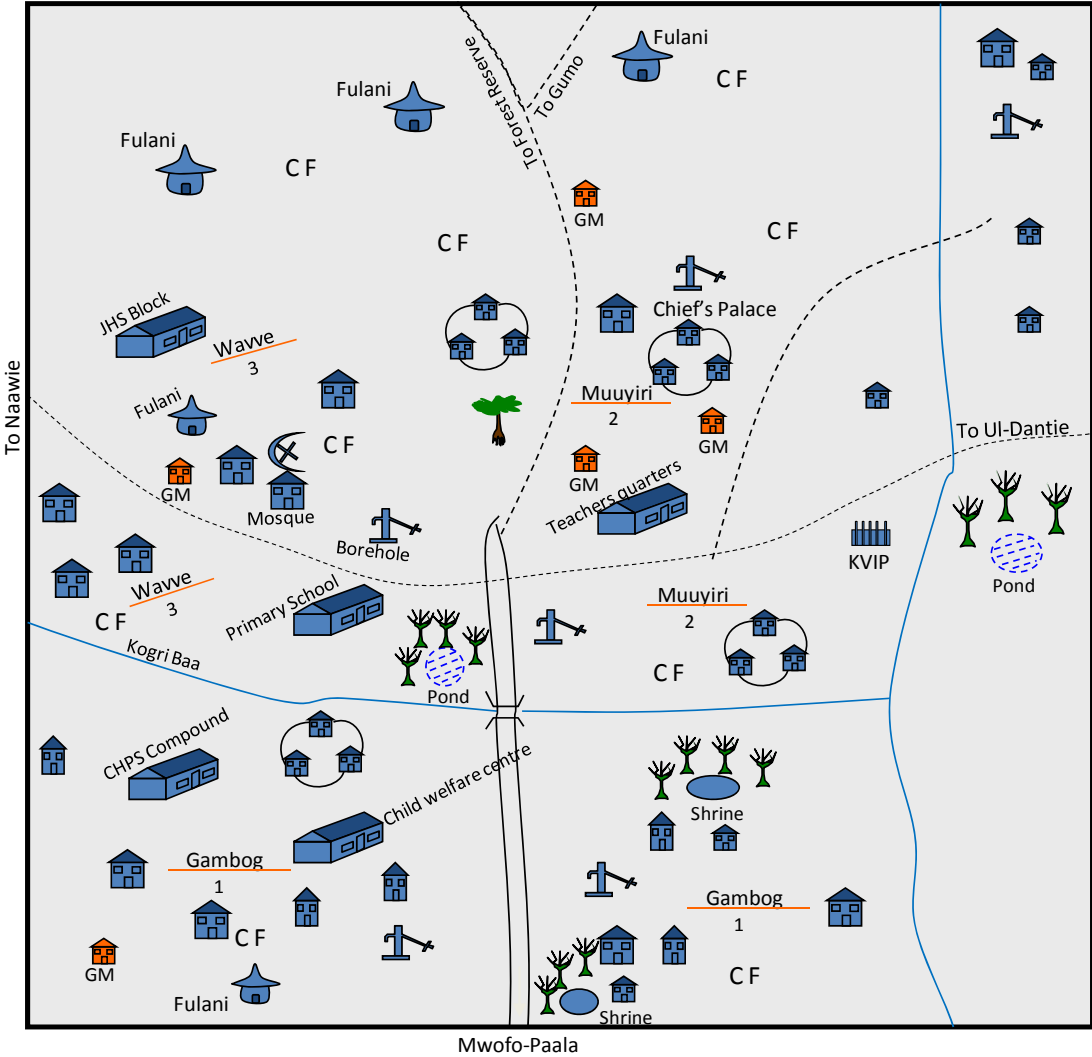 Fulani
C F
To Forest Reserve
To Gumo
Fulani
Fulani
C F
GM
C F
C F
JHS Block
Chief's Palace
Wavve
3
To Naawie
Fulani
Muuyiri
2
GM
C F
To Ul-Dantie
GM
GM
Mosque
Teachers quarters
Borehole
KVIP
Pond
Wavve
3
C F
Primary School
Muuyiri
2
Kogri Baa
C F
Pond
CHPS Compound
Child welfare centre
Shrine
Gambog
1
Gambog
1
C F
GM
C F
Fulani
Shrine
Mwofo-Paala